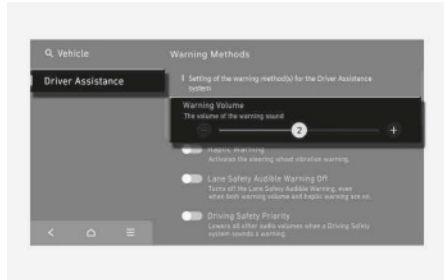 Vehicle
Warning Methods
Driver Assistance
Setting of the warning method(s) for the Driver Assistance
system
Warning Volume
The volume of the warning sound
2
+
Haptic Warning
Activates the steering wheel vibration warning.
Lane Safety Audible Warning Off
Turns off the Lane Safety Audible Warning, even
when both warning volume and haptic warning are on.
Driving Safety Priority
Lowers all other audio volumes when a Driving Safety
system sounds a warning.